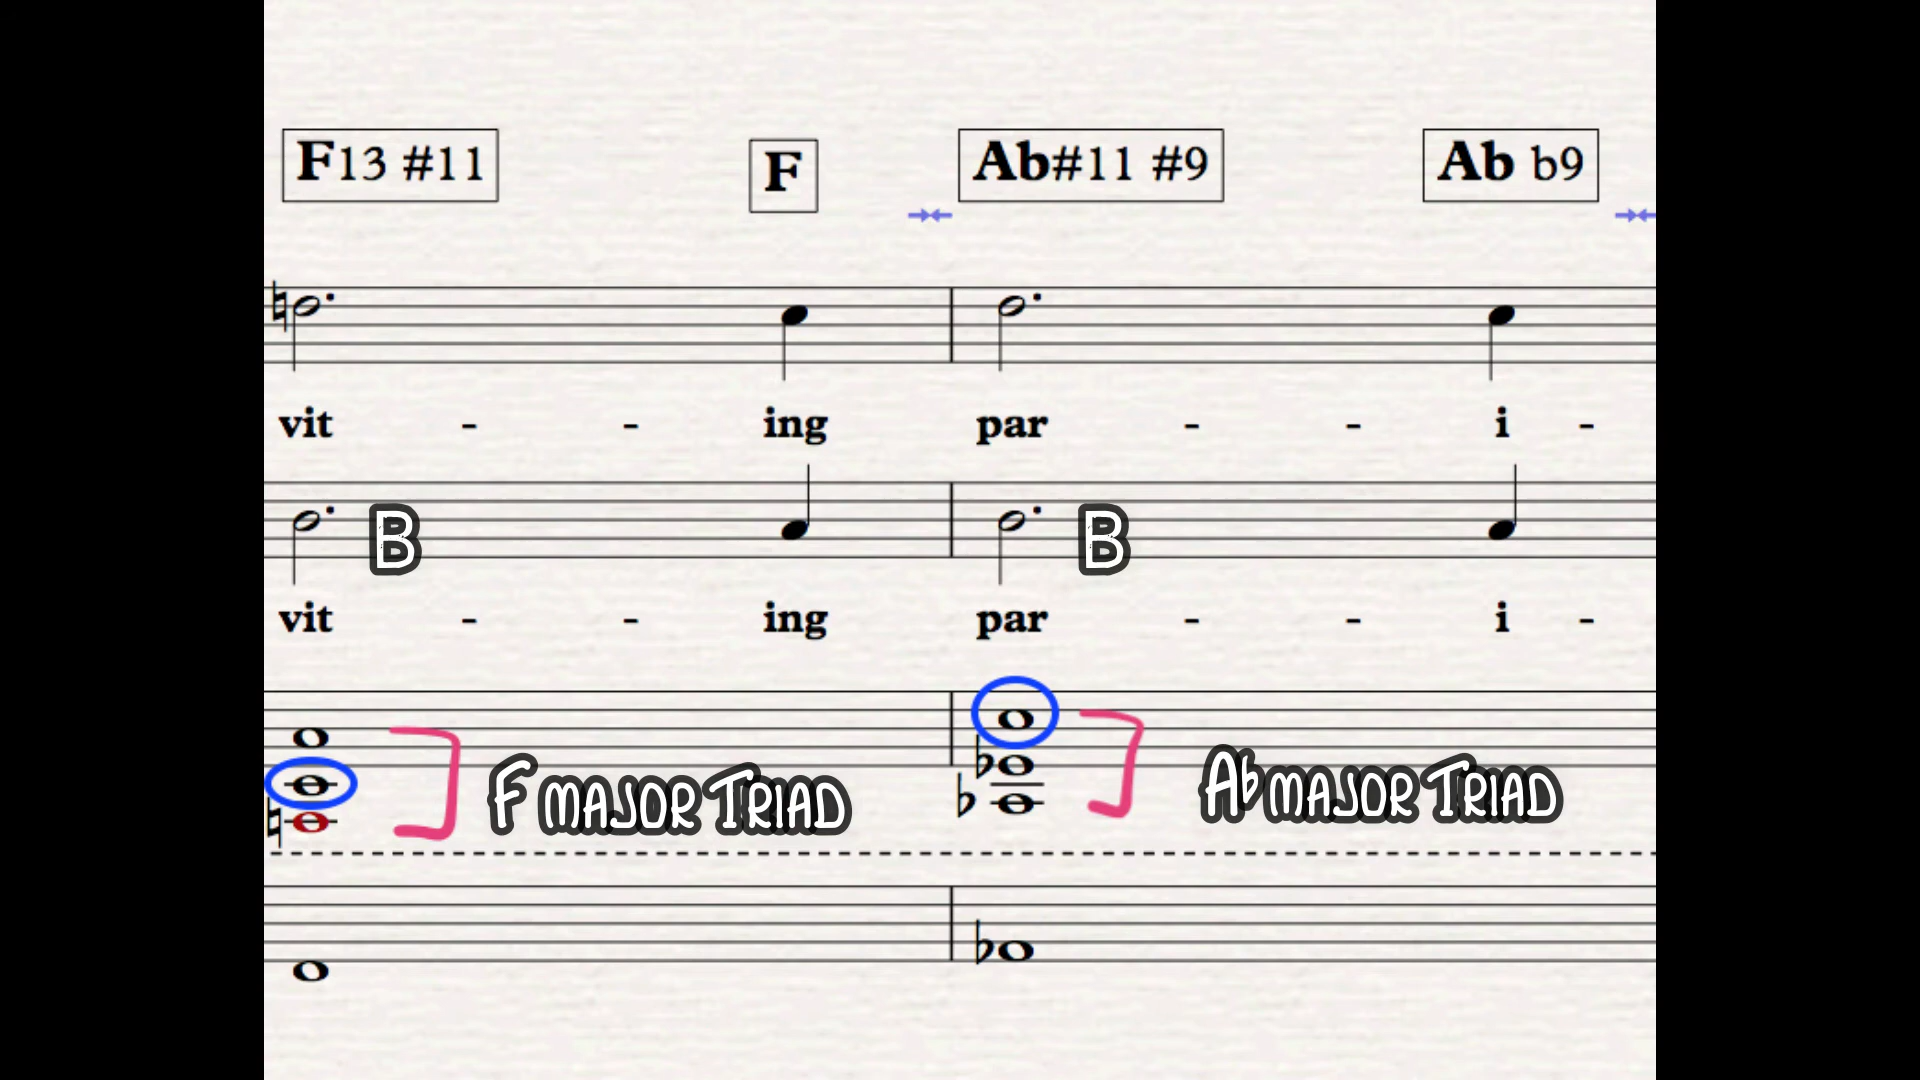 F13 #11 F Ab#11 #9 Ab b9
vit - - ing par - - i -
B B
vit - - ing par - - i -
F MAJOR TRIAD Ab MAJOR TRIAD